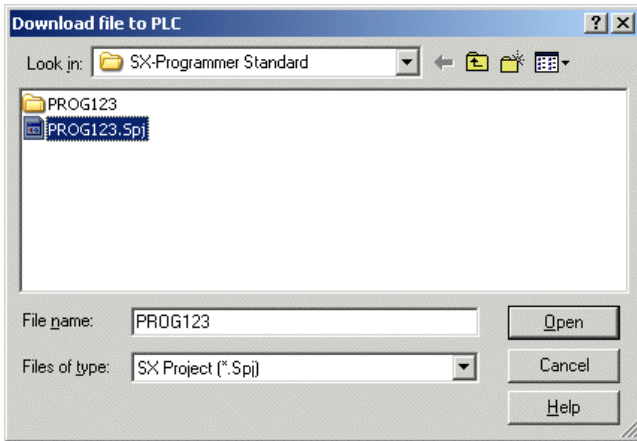 Download file to PLC
Look in: SX-Programmer Standard
PROG123
PROG123.Spj
File name: PROG123 Open
Files of type: SX Project (*.Spj) Cancel
Help